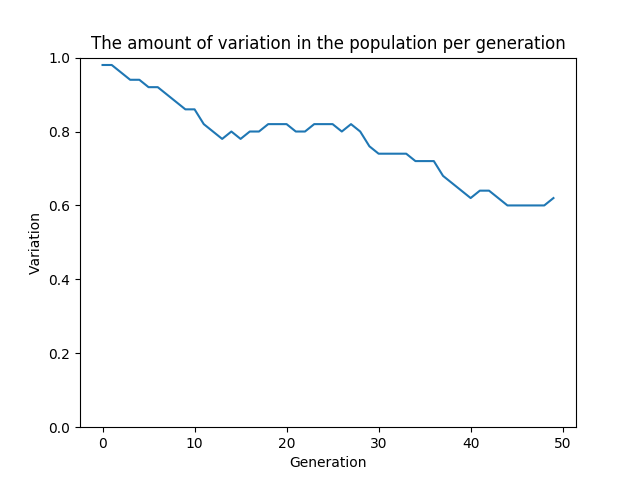 The amount of variation in the population per generation
1.0
0.8
0.6
0.4
0.2
0.0
Variation
0 10 20 30 40 50
Generation